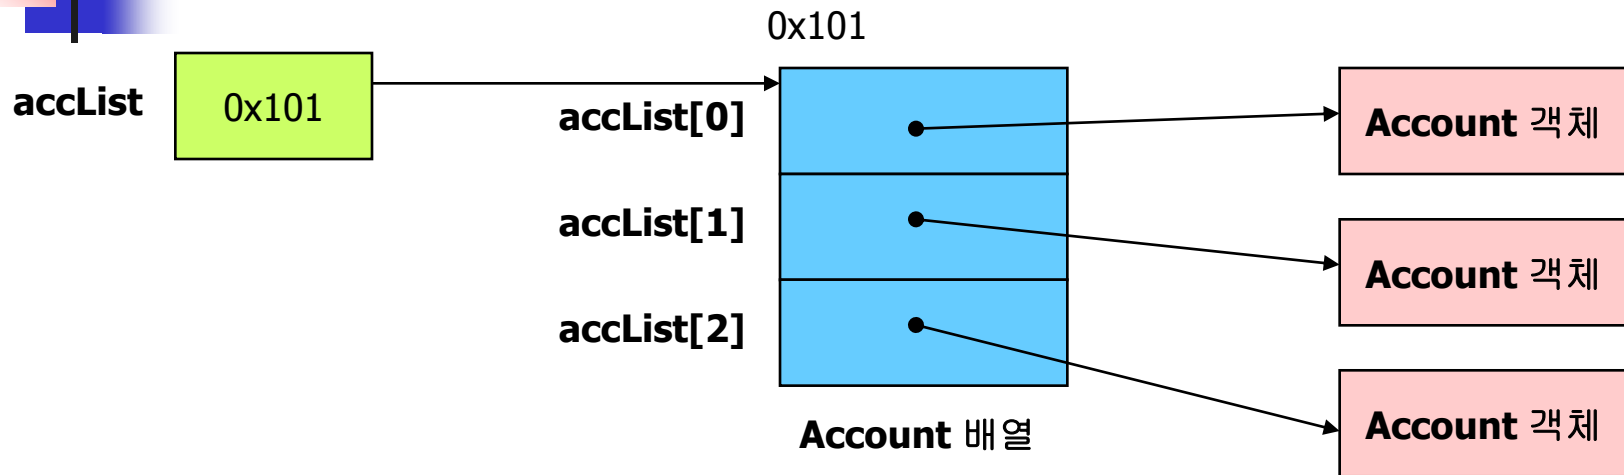 0x101
accList
0x101
accList[0]
Account 객체
accList[1]
Account 객체
accList[2]
Account 객체
Account 배열